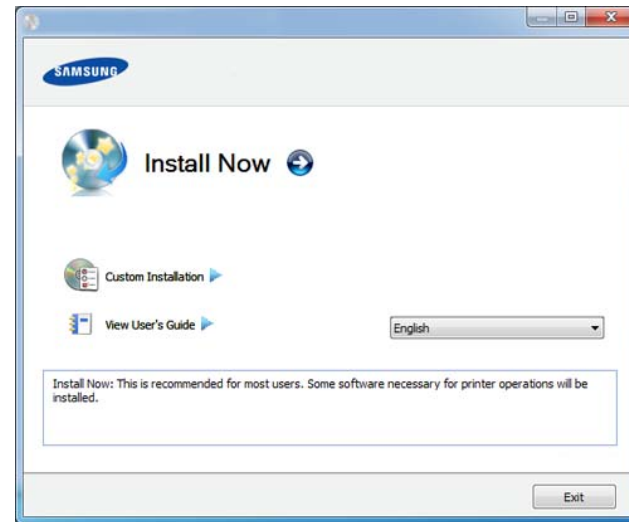 SAMSUNG
Install Now
Custom Installation
View User's Guide
English
Install Now: This is recommended for most users. Some software necessary for printer operations will be
installed.
Exit